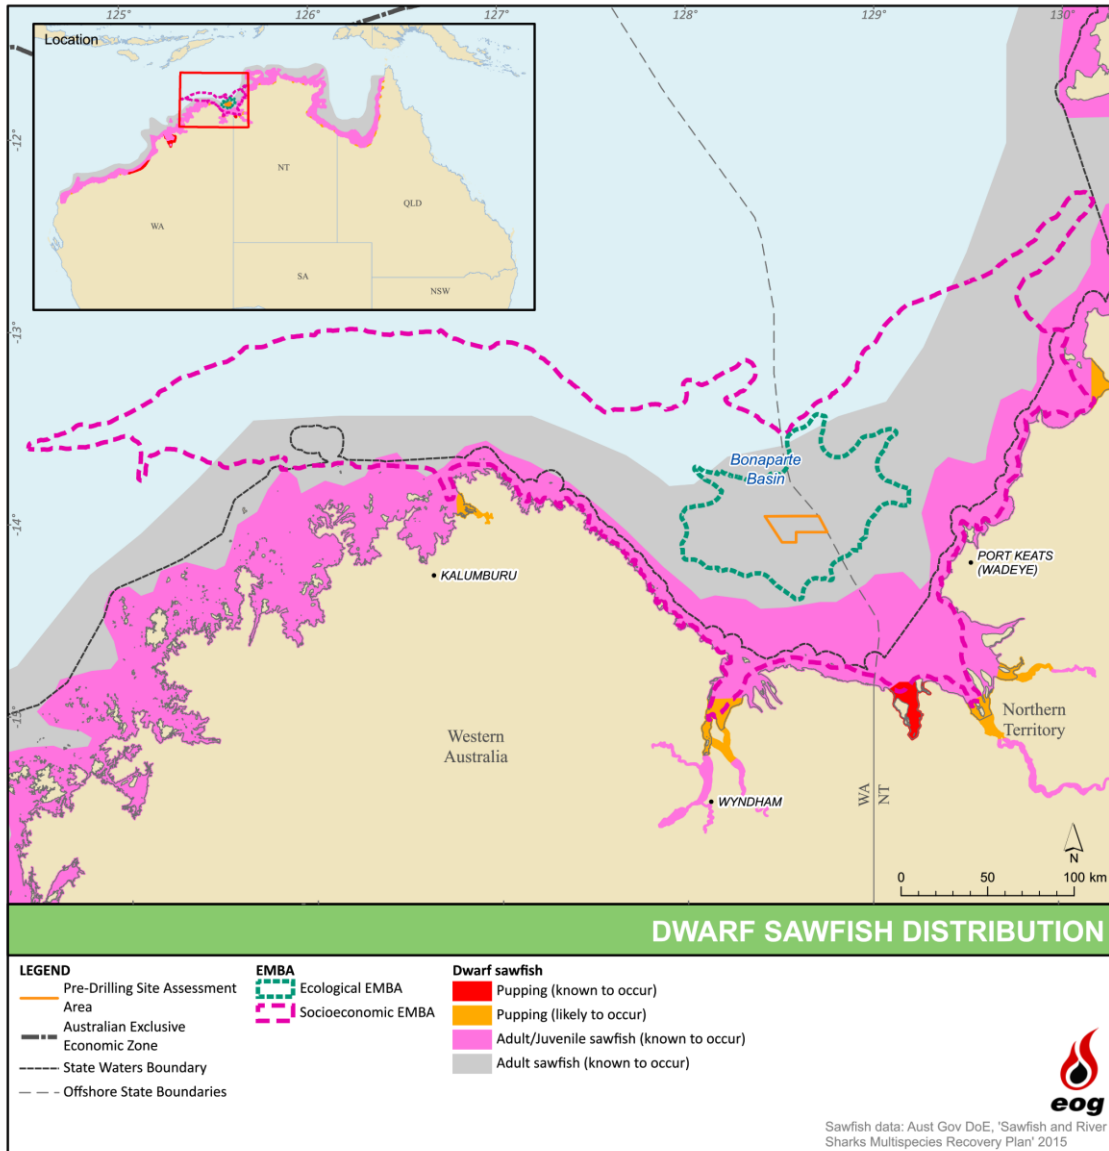 125°
126°
127°
128°
129°
130°
Location
WA
NT
SA
QLD
NSW
-12°
-13°
-14°
-15°
Bonaparte
Basin
KALUMBURU
PORT KEATS
(WADEYE)
Western
Australia
Northern
Territory
WYNDHAM
WA
NT
N
0 50 100 km
DWARF SAWFISH DISTRIBUTION
LEGEND
Pre-Drilling Site Assessment
Area
Australian Exclusive
Economic Zone
State Waters Boundary
Offshore State Boundaries
EMBA
Ecological EMBA
Socioeconomic EMBA
Dwarf sawfish
Pupping (known to occur)
Pupping (likely to occur)
Adult/Juvenile sawfish (known to occur)
Adult sawfish (known to occur)
eog
Sawfish data: Aust Gov DoE, 'Sawfish and River
Sharks Multispecies Recovery Plan' 2015